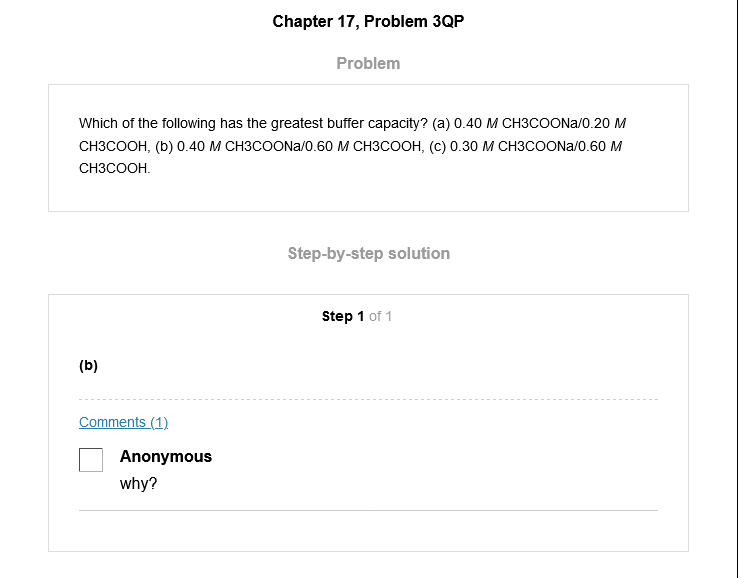 Chapter 17, Problem 3QP
Problem
Which of the following has the greatest buffer capacity? (a) 0.40 M CH3COONa/0.20 M
CH3COOH, (b) 0.40 M CH3COONa/0.60 M CH3COOH, (c) 0.30 M CH3COONa/0.60 M
CH3COOH.
Step-by-step solution
Step 1 of 1
(b)
Comments (1)
Anonymous
why?